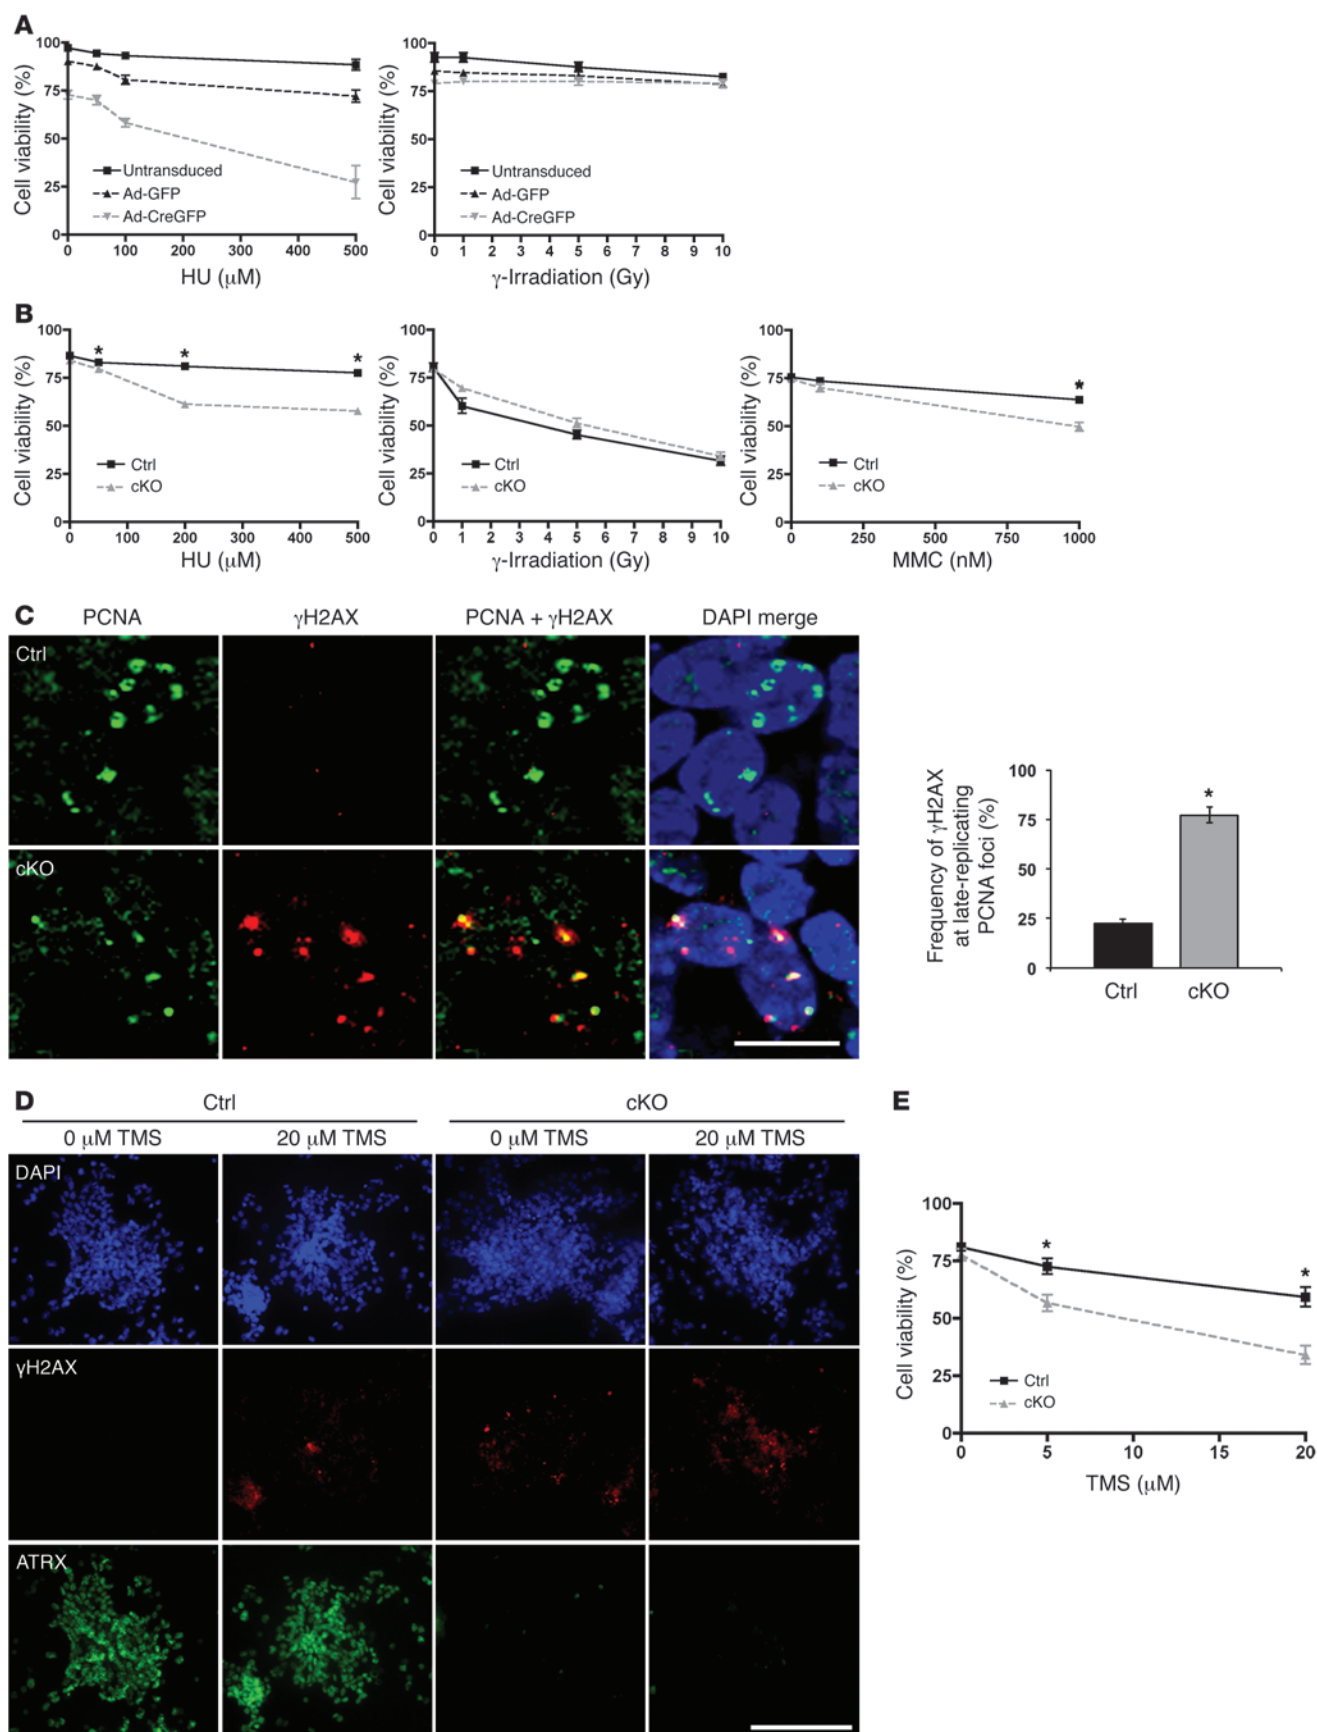 A
100
75
50
25
0
Cell viability (%)
Untransduced
Ad-GFP
Ad-CreGFP
0 100 200 300 400 500
HU (μM)
100
75
50
25
0
Cell viability (%)
Untransduced
Ad-GFP
Ad-CreGFP
0 1 2 3 4 5 6 7 8 9 10
γ-Irradiation (Gy)
B
100
75
50
25
0
Cell viability (%)
* * *
Ctrl
cKO
0 100 200 300 400 500
HU (μM)
100
75
50
25
0
Cell viability (%)
Ctrl
cKO
0 1 2 3 4 5 6 7 8 9 10
γ-Irradiation (Gy)
100
75
50
25
0
Cell viability (%)
*
Ctrl
cKO
0 250 500 750 1000
MMC (nM)
C
PCNA γH2AX PCNA + γH2AX DAPI merge
Ctrl
cKO
Frequency of γH2AX
at late-replicating
PCNA foci (%)
100
75
50
25
0
*
Ctrl cKO
D
Ctrl cKO
0 μM TMS 20 μM TMS 0 μM TMS 20 μM TMS
DAPI
γH2AX
ATRX
E
100
75
50
25
0
Cell viability (%)
* *
Ctrl
cKO
0 5 10 15 20
TMS (μM)